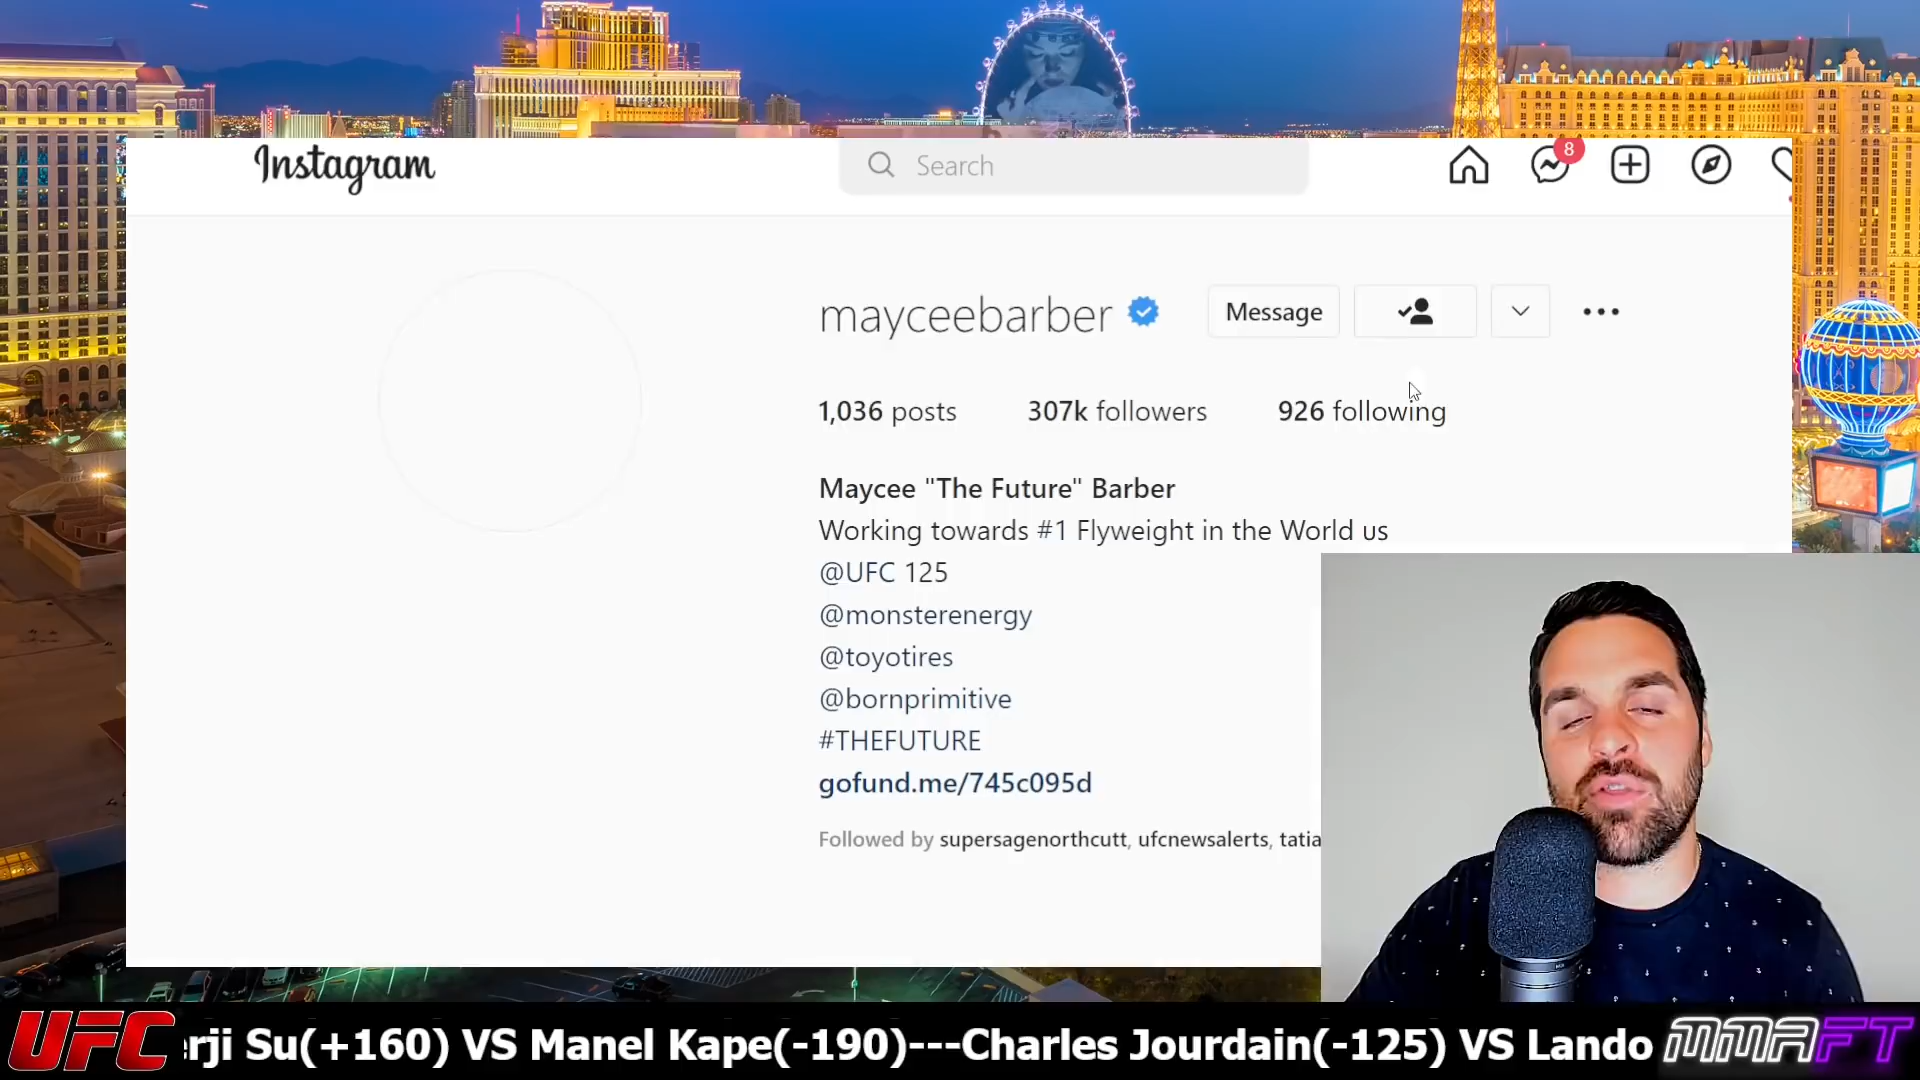 Instagram
Search
8
mayceebarber
Message
1,036 posts 307k followers 926 following
Maycee "The Future" Barber
Working towards #1 Flyweight in the World us
@UFC 125
@monsterenergy
@toyotires
@bornprimitive
#THEFUTURE
gofund.me/745c095d
Followed by supersagenorthcutt, ufcnewsalerts, tatia
UFC
erji Su(+160) VS Manel Kape(-190)---Charles Jourdain(-125) VS Lando
MMAFT